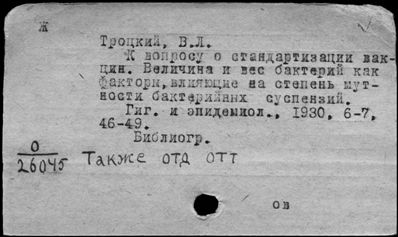 Ж
Троцкий, В.Л.
К вопросу о стандартизации вак-
цин. Величина и вес бактерий как
факторы, влияющие на степень мут-
ности бактерийных суспензий.
Гиг. и эпидемиол., 1930, 6-7,
46-49.
Библиогр.
0
26045 Также отд отт
ов